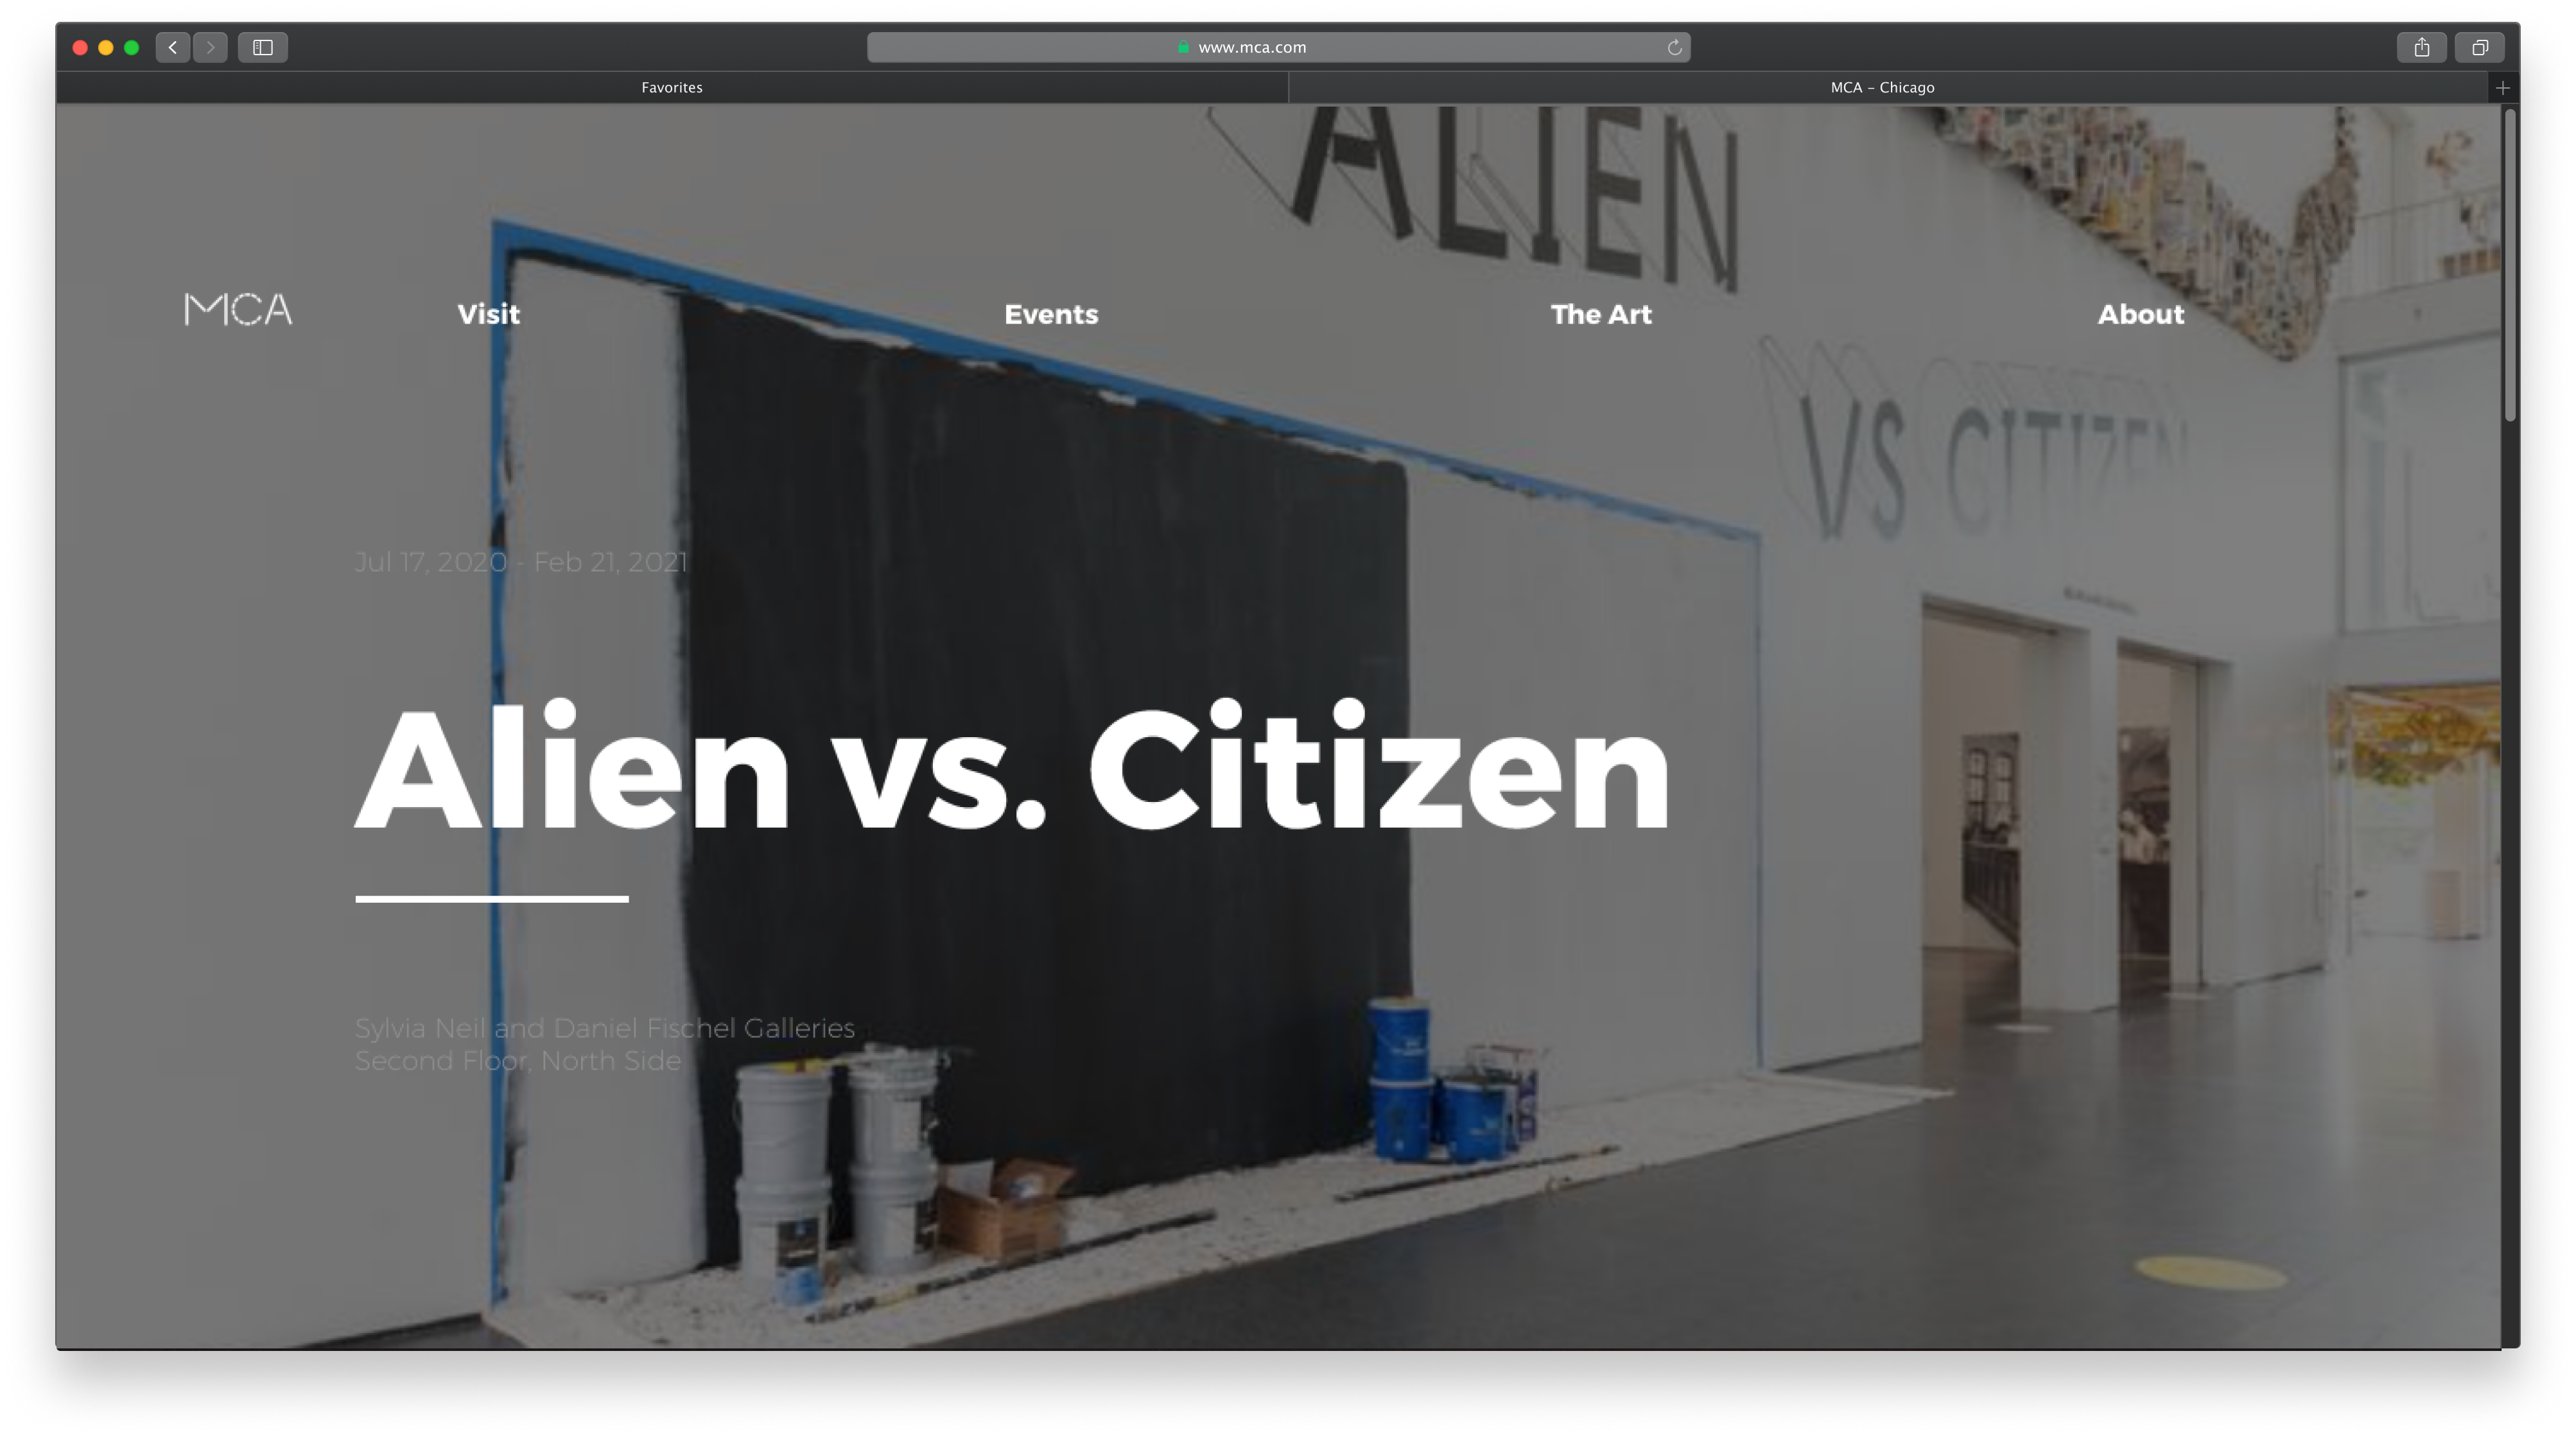 www.mca.com
Favorites
MCA – Chicago
ALIEN
VS CITIZEN
MCA
Visit
Events
The Art
About
Jul 17, 2020 - Feb 21, 2021
Alien vs. Citizen
Sylvia Neil and Daniel Fischel Galleries
Second Floor, North Side